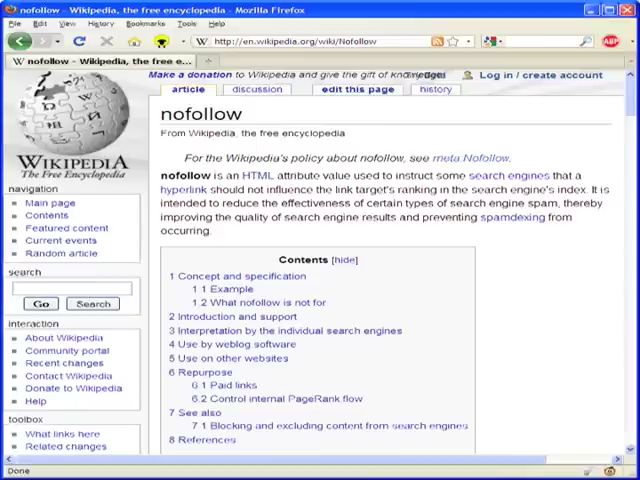 nofollow - Wikipedia, the free encyclopedia - Mozilla Firefox
File Edit View History Bookmarks Tools Help
http://en.wikipedia.org/wiki/Nofollow
ABP
nofollow - Wikipedia, the free e...
Make a donation to Wikipedia and give the gift of knowledge!
Log in / create account
article discussion edit this page history
nofollow
From Wikipedia, the free encyclopedia
For the Wikipedia's policy about nofollow, see meta:Nofollow.
nofollow is an HTML attribute value used to instruct some search engines that a
hyperlink should not influence the link target's ranking in the search engine's index. It is
intended to reduce the effectiveness of certain types of search engine spam, thereby
improving the quality of search engine results and preventing spamdexing from
occurring.
Contents [hide]
1 Concept and specification
1.1 Example
1.2 What nofollow is not for
2 Introduction and support
3 Interpretation by the individual search engines
4 Use by weblog software
5 Use on other websites
6 Repurpose
6.1 Paid links
6.2 Control internal PageRank flow
7 See also
7.1 Blocking and excluding content from search engines
8 References
WIKIPEDIA
The Free Encyclopedia
navigation
Main page
Contents
Featured content
Current events
Random article
search
Go Search
interaction
About Wikipedia
Community portal
Recent changes
Contact Wikipedia
Donate to Wikipedia
Help
toolbox
What links here
Related changes
Done